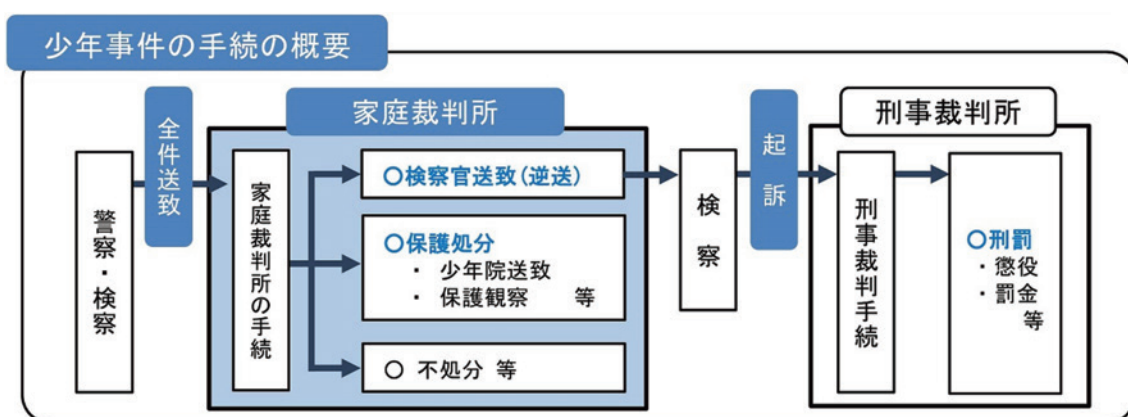 少年事件の手続の概要
警察・検察
全件送致
家庭裁判所
家庭裁判所の手続
○検察官送致(逆送)
○保護処分
・ 少年院送致
・ 保護観察 等
○ 不処分 等
検察
起訴
刑事裁判所
刑事裁判手続
○刑罰
・懲役
・罰金
等